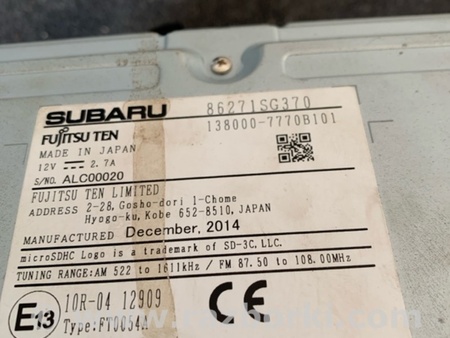 SUBARU 86271SG370
FUJITSU TEN 138000-7770B101
MADE IN JAPAN
12V 2.7A
S/NO. ALC00020
FUJITSU TEN LIMITED
ADDRESS 2-28, Gosho-dori 1-Chome
Hyogo-ku, Kobe 652-8510, JAPAN
MANUFACTURED December, 2014
microSDHC Logo is a trademark of SD-3C, LLC.
TUNING RANGE:AM 522 to 1611kHz / FM 87.50 to 108.00MHz
E13 10R-04 12909 CE
Type:FT0054A